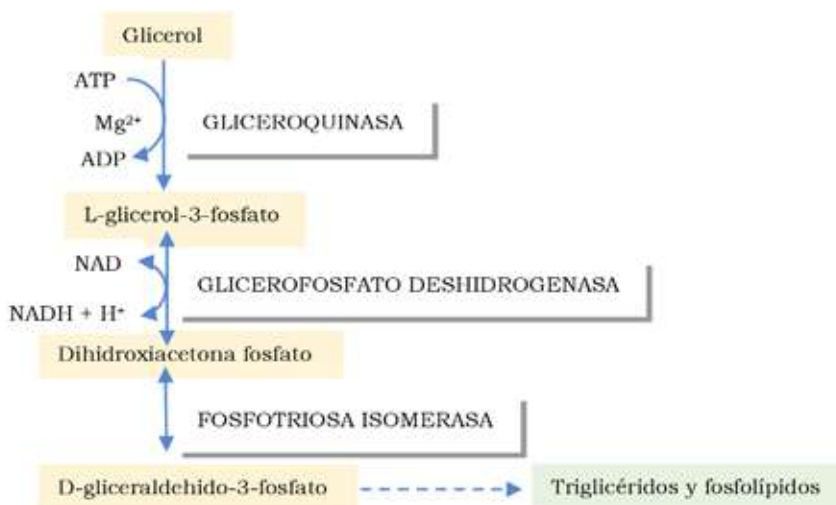 Glicerol
ATP
Mg²⁺
GLICEROQUINASA
ADP
L-glicerol-3-fosfato
NAD
GLICEROFOSFATO DESHIDROGENASA
NADH + H⁺
Dihidroxiacetona fosfato
FOSFOTRIOSA ISOMERASA
D-gliceraldehido-3-fosfato
Triglicéridos y fosfolípidos